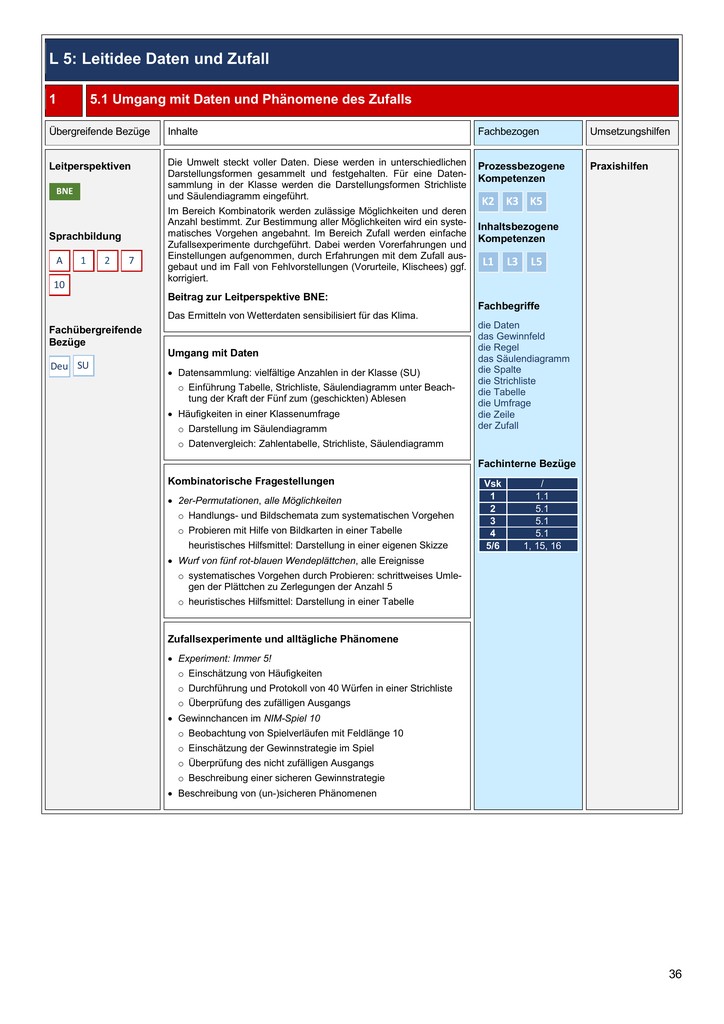 L 5: Leitidee Daten und Zufall
1 5.1 Umgang mit Daten und Phänomene des Zufalls
Übergreifende Bezüge
Inhalte
Fachbezogen
Umsetzungshilfen
Leitperspektiven
BNE
Sprachbildung
A 1 2 7
10
Fachübergreifende
Bezüge
Deu SU
Die Umwelt steckt voller Daten. Diese werden in unterschiedlichen
Darstellungsformen gesammelt und festgehalten. Für eine Daten-
sammlung in der Klasse werden die Darstellungsformen Strichliste
und Säulendiagramm eingeführt.
Im Bereich Kombinatorik werden zulässige Möglichkeiten und deren
Anzahl bestimmt. Zur Bestimmung aller Möglichkeiten wird ein syste-
matisches Vorgehen angebahnt. Im Bereich Zufall werden einfache
Zufallsexperimente durchgeführt. Dabei werden Vorerfahrungen und
Einstellungen aufgenommen, durch Erfahrungen mit dem Zufall aus-
gebaut und im Fall von Fehlvorstellungen (Vorurteile, Klischees) ggf.
korrigiert.
Beitrag zur Leitperspektive BNE:
Das Ermitteln von Wetterdaten sensibilisiert für das Klima.
Umgang mit Daten
• Datensammlung: vielfältige Anzahlen in der Klasse (SU)
o Einführung Tabelle, Strichliste, Säulendiagramm unter Beach-
tung der Kraft der Fünf zum (geschickten) Ablesen
• Häufigkeiten in einer Klassenumfrage
o Darstellung im Säulendiagramm
o Datenvergleich: Zahlentabelle, Strichliste, Säulendiagramm
Kombinatorische Fragestellungen
• 2er-Permutationen, alle Möglichkeiten
o Handlungs- und Bildschemata zum systematischen Vorgehen
o Probieren mit Hilfe von Bildkarten in einer Tabelle
heuristisches Hilfsmittel: Darstellung in einer eigenen Skizze
• Wurf von fünf rot-blauen Wendeplättchen, alle Ereignisse
o systematisches Vorgehen durch Probieren: schrittweises Umle-
gen der Plättchen zu Zerlegungen der Anzahl 5
o heuristisches Hilfsmittel: Darstellung in einer Tabelle
Zufallsexperimente und alltägliche Phänomene
• Experiment: Immer 5!
o Einschätzung von Häufigkeiten
o Durchführung und Protokoll von 40 Würfen in einer Strichliste
o Überprüfung des zufälligen Ausgangs
• Gewinnchancen im NIM-Spiel 10
o Beobachtung von Spielverläufen mit Feldlänge 10
o Einschätzung der Gewinnstrategie im Spiel
o Überprüfung des nicht zufälligen Ausgangs
o Beschreibung einer sicheren Gewinnstrategie
• Beschreibung von (un-)sicheren Phänomenen
Prozessbezogene
Kompetenzen
K2 K3 K5
Inhaltsbezogene
Kompetenzen
L1 L3 L5
Fachbegriffe
die Daten
das Gewinnfeld
die Regel
das Säulendiagramm
die Spalte
die Strichliste
die Tabelle
die Umfrage
die Zeile
der Zufall
Fachinterne Bezüge
Vsk /
1 1.1
2 5.1
3 5.1
4 5.1
5/6 1, 15, 16
Praxishilfen
36